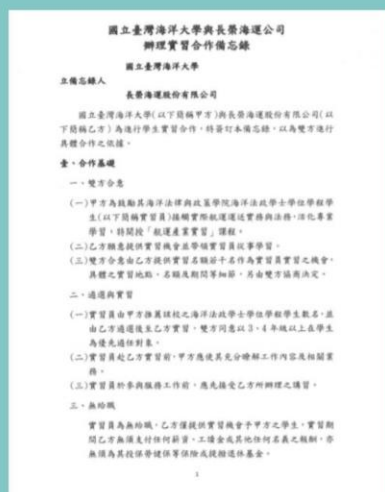 國立臺灣海洋大學與長榮海運公司
辦理實習合作備忘錄
國立臺灣海洋大學
立備忘錄人
長榮海運股份有限公司
國立臺灣海洋大學(以下簡稱甲方)與長榮海運股份有限公司(以
下簡稱乙方)為進行學生實習合作，特簽訂本備忘錄，以為雙方進行
具體合作之依據。
壹、合作基礎
一、雙方合意
(一)甲方為鼓勵其海洋法律與政策學院海洋法政學士學位學程學
生(以下簡稱實習員)接觸實際航運運送實務與法務，活化專業
學習，特開授「航運產業實習」課程。
(二)乙方願意提供實習機會並帶領實習員從事學習。
(三)雙方合意由乙方提供實習名額若干名作為實習員實習之機會，
具體之實習地點、名額及期間等細節，另由雙方協商決定。
二、遴選與實習
(一)實習員由甲方推薦該校之海洋法政學士學位學程學生數名，並
由乙方遴選後至乙方實習，雙方同意以3、4年級以上在學生
為優先遴任對象。
(二)實習員赴乙方實習前，甲方應使其充分瞭解工作內容及相關業
務。
(三)實習員於參與服務工作前，應先接受乙方所辦理之講習。
三、無給職
實習員為無給職，乙方僅提供實習機會予甲方之學生，實習期
間乙方無須支付任何薪資、工讀金或其他任何名義之報酬，亦
無須為其投保勞健保等保險或提撥退休基金。
1